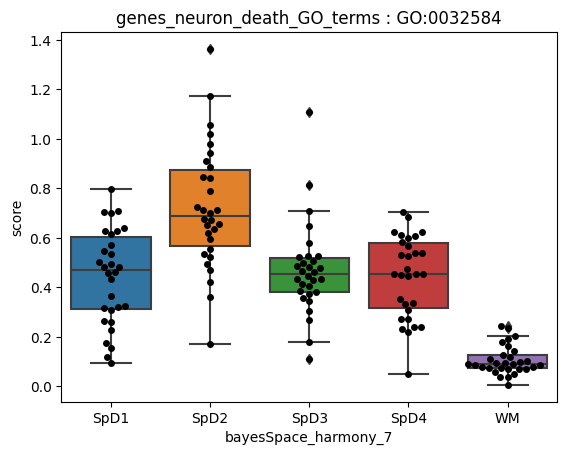 genes_neuron_death_GO_terms : GO:0032584
score
1.4
1.2
1.0
0.8
0.6
0.4
0.2
0.0
SpD1 SpD2 SpD3 SpD4 WM
bayesSpace_harmony_7